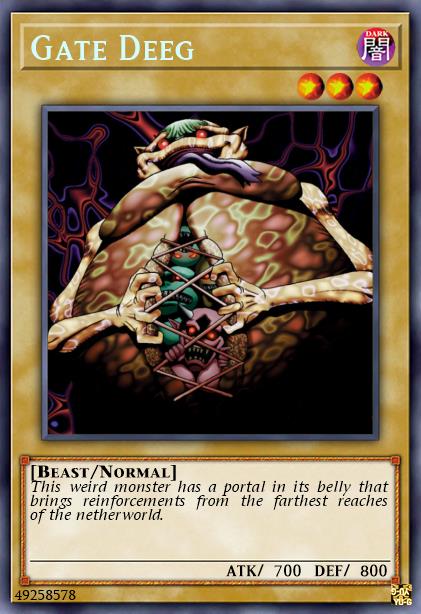 GATE DEEG
DARK
闇
[BEAST/NORMAL]
This weird monster has a portal in its belly that
brings reinforcements from the farthest reaches
of the netherworld.
ATK/ 700 DEF/ 800
49258578